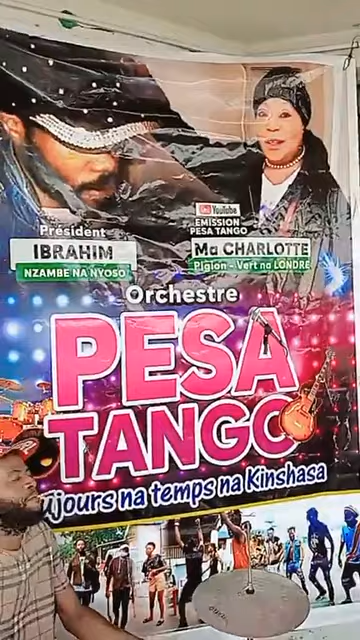 Président
IBRAHIM
NZAMBE NA NYOSO
YouTube
EMISSION
PESA TANGO
Ma CHARLOTTE
Pigion - Vert na LONDRE
Orchestre
PESA
TANGO
ujours na temps na Kinshasa